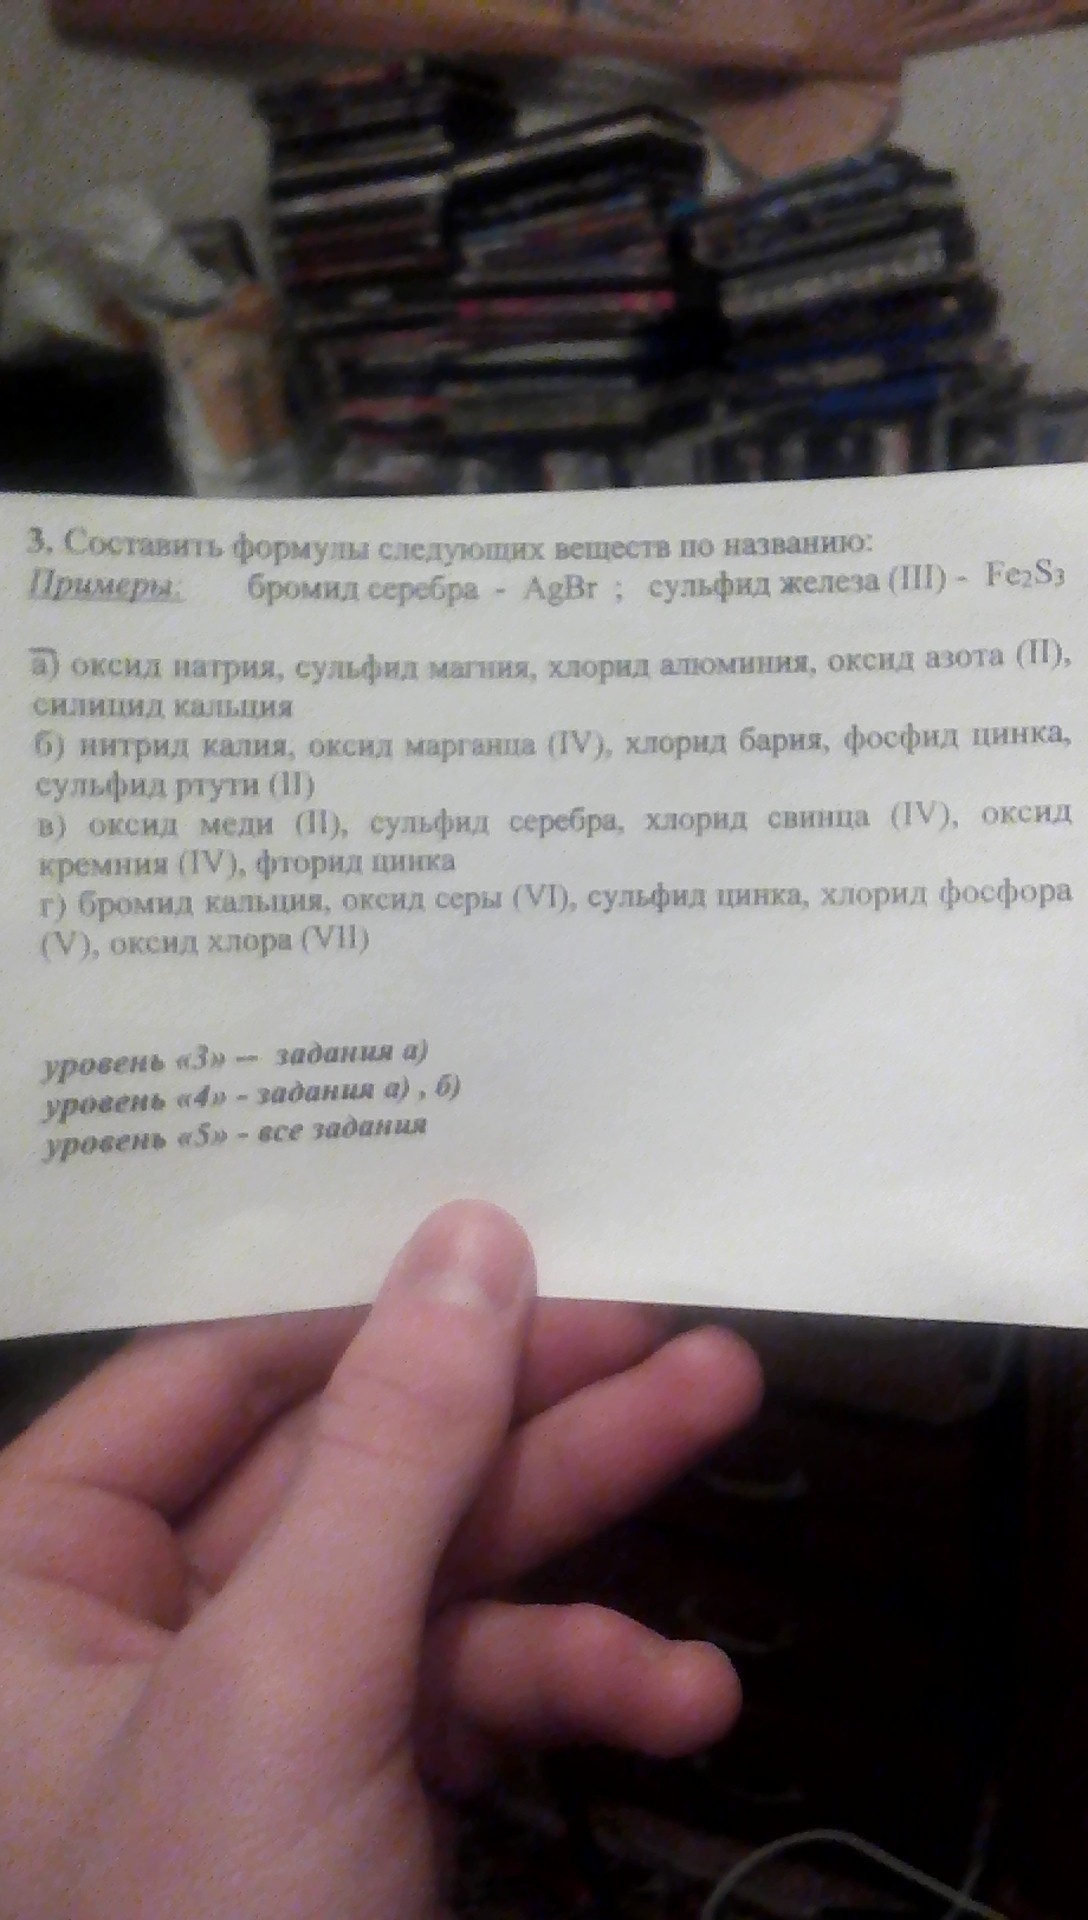 3. Составить формулы следующих веществ по названию:
Примеры: бромид серебра - AgBr ; сульфид железа (III) - Fe₂S₃
а) оксид натрия, сульфид магния, хлорид алюминия, оксид азота (II),
силицид кальция
б) нитрид калия, оксид марганца (IV), хлорид бария, фосфид цинка,
сульфид ртути (II)
в) оксид меди (II), сульфид серебра, хлорид свинца (IV), оксид
кремния (IV), фторид цинка
г) бромид кальция, оксид серы (VI), сульфид цинка, хлорид фосфора
(V), оксид хлора (VII)
уровень «3» – задания а)
уровень «4» - задания а) , б)
уровень «5» - все задания